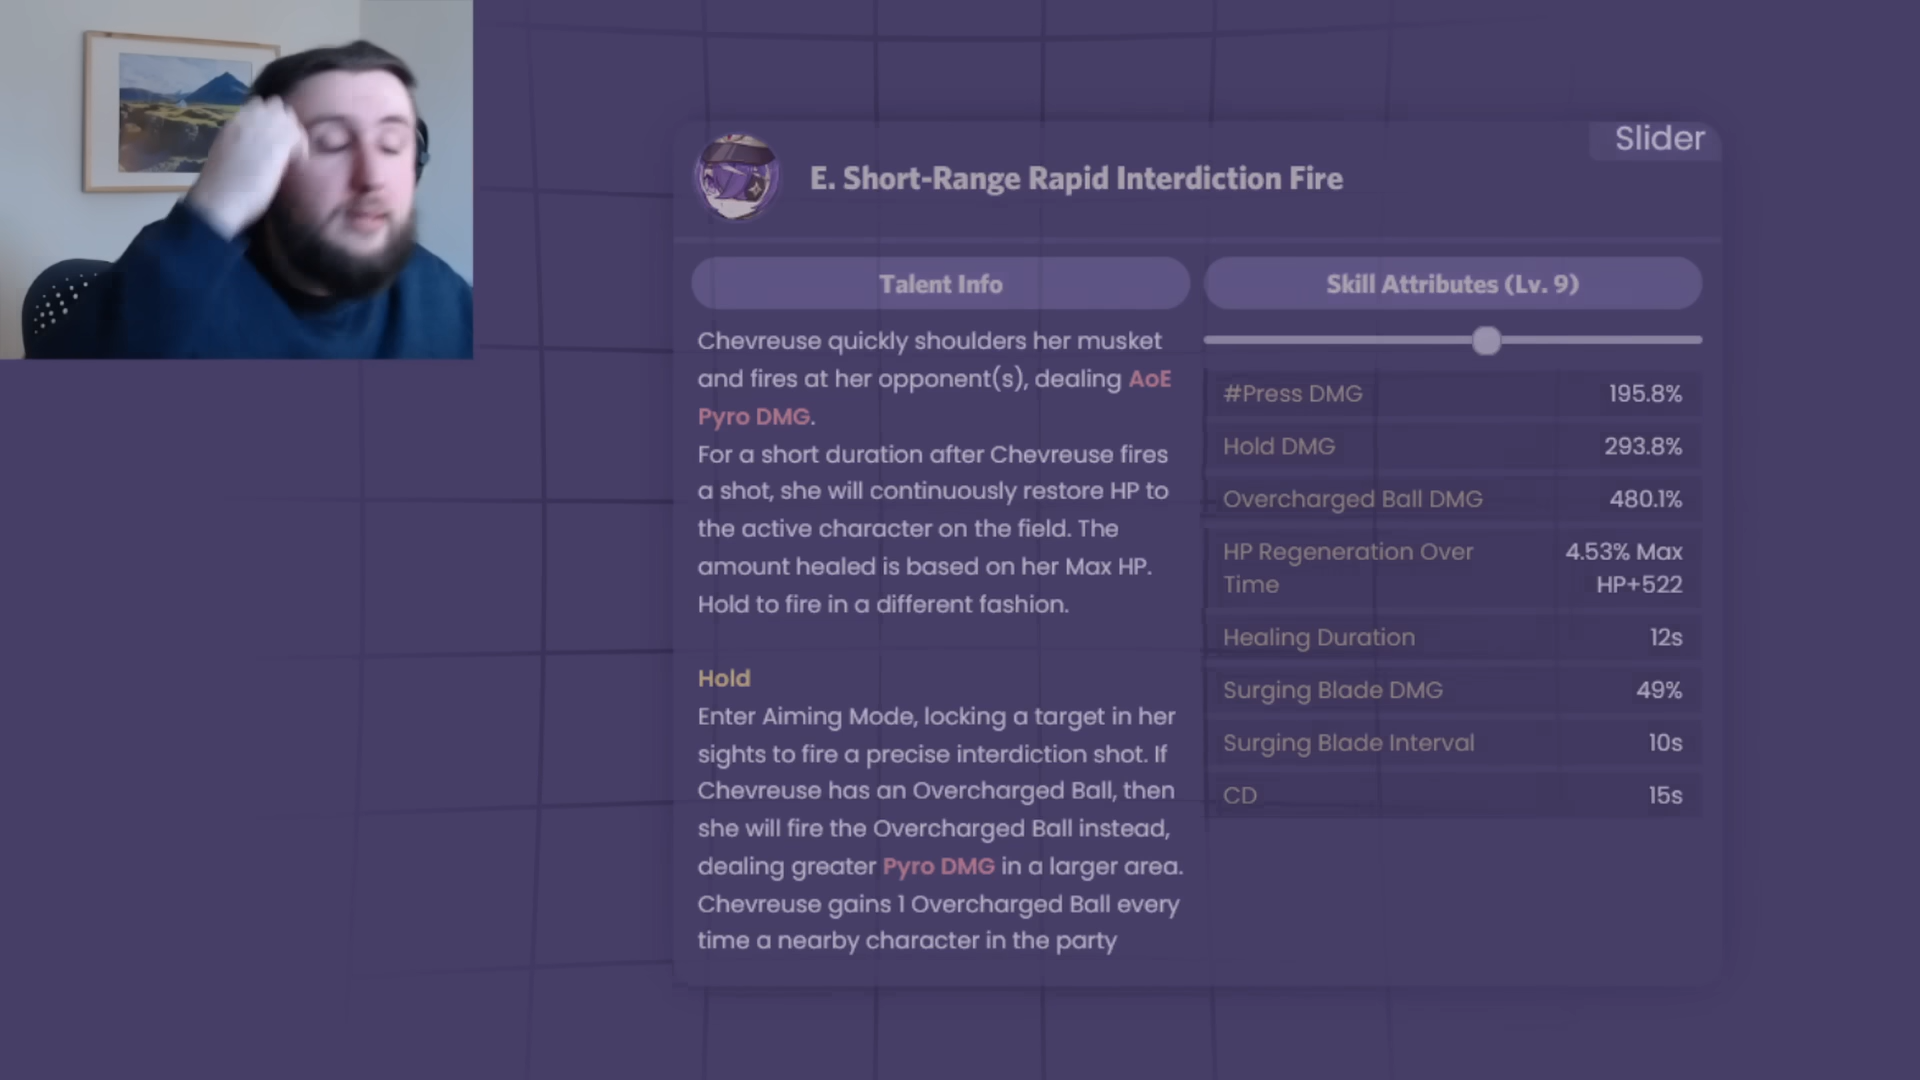 Slider
E. Short-Range Rapid Interdiction Fire
Talent Info
Chevreuse quickly shoulders her musket
and fires at her opponent(s), dealing AoE
Pyro DMG.
For a short duration after Chevreuse fires
a shot, she will continuously restore HP to
the active character on the field. The
amount healed is based on her Max HP.
Hold to fire in a different fashion.
Hold
Enter Aiming Mode, locking a target in her
sights to fire a precise interdiction shot. If
Chevreuse has an Overcharged Ball, then
she will fire the Overcharged Ball instead,
dealing greater Pyro DMG in a larger area.
Chevreuse gains 1 Overcharged Ball every
time a nearby character in the party
Skill Attributes (Lv. 9)
#Press DMG 195.8%
Hold DMG 293.8%
Overcharged Ball DMG 480.1%
HP Regeneration Over 4.53% Max
Time HP+522
Healing Duration 12s
Surging Blade DMG 49%
Surging Blade Interval 10s
CD 15s